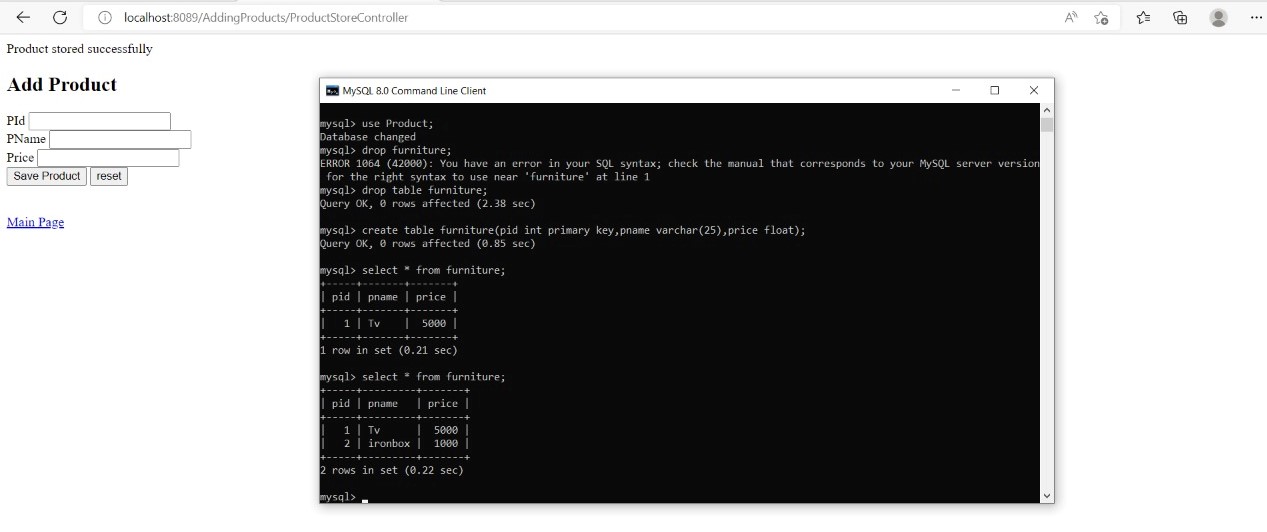 localhost:8089/AddingProducts/ProductStoreController
Product stored successfully
Add Product
PId
PName
Price
Save Product reset
Main Page
MySQL 8.0 Command Line Client
mysql> use Product;
Database changed
mysql> drop furniture;
ERROR 1064 (42000): You have an error in your SQL syntax; check the manual that corresponds to your MySQL server version
 for the right syntax to use near 'furniture' at line 1
mysql> drop table furniture;
Query OK, 0 rows affected (2.38 sec)
mysql> create table furniture(pid int primary key,pname varchar(25),price float);
Query OK, 0 rows affected (0.85 sec)
mysql> select * from furniture;
+-----+-------+-------+
| pid | pname | price |
+-----+-------+-------+
|   1 | Tv    |  5000 |
+-----+-------+-------+
1 row in set (0.21 sec)
mysql> select * from furniture;
+-----+---------+-------+
| pid | pname   | price |
+-----+---------+-------+
|   1 | Tv      |  5000 |
|   2 | ironbox |  1000 |
+-----+---------+-------+
2 rows in set (0.22 sec)
mysql>